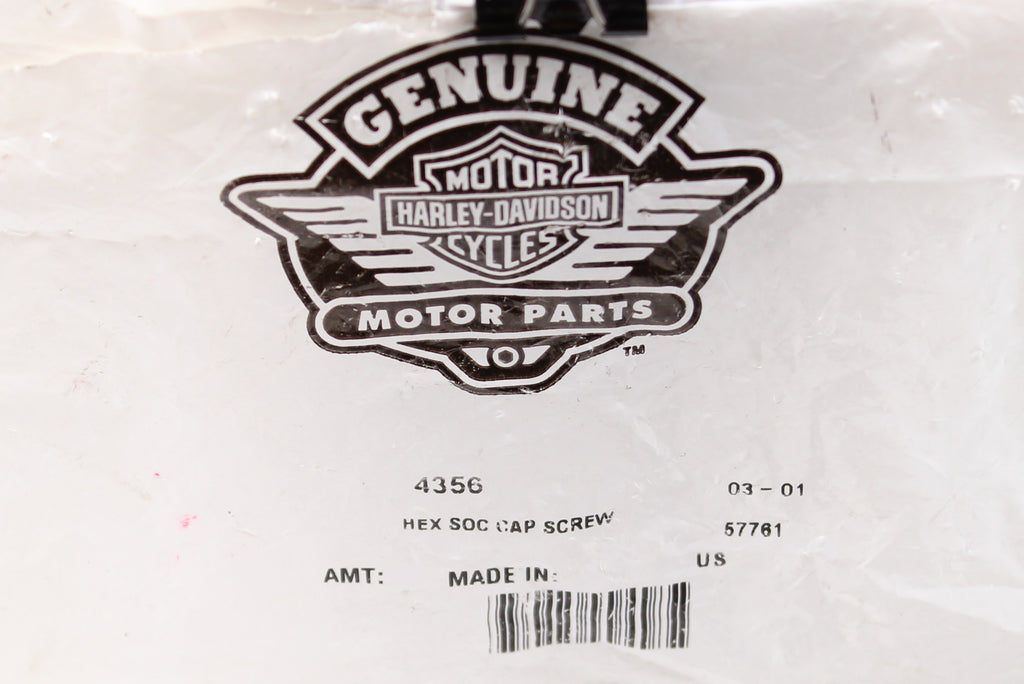 GENUINE
MOTOR
HARLEY-DAVIDSON
CYCLES
MOTOR PARTS
TM
4356 03-01
HEX SOC CAP SCREW 57761
AMT: MADE IN: US